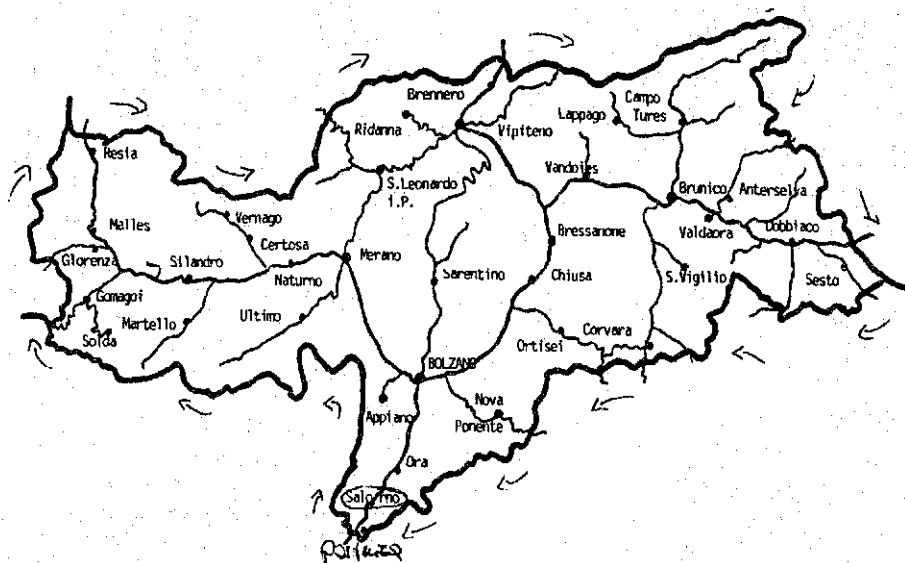 Brennero
Ridanna
Vipiteno
Lappago
Campo
Tures
Resia
Vandoies
S.Leonardo
i.P.
Brunico
Anterselva
Vernago
Malles
Certosa
Bressanone
Valdaora
Dobbiaco
Glorenza
Silandro
Naturno
Merano
Sarentino
Chiusa
S.Vigilio
Sesto
Gomagoi
Solda
Martello
Ultimo
Ortisei
Corvara
BOLZANO
Appiano
Nova
Ponente
Ora
Salorno